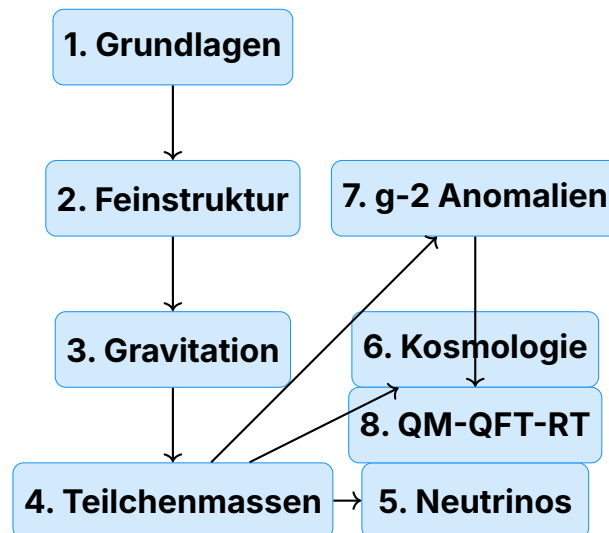 1. Grundlagen
2. Feinstruktur
7. g-2 Anomalien
3. Gravitation
6. Kosmologie
8. QM-QFT-RT
4. Teilchenmassen
5. Neutrinos